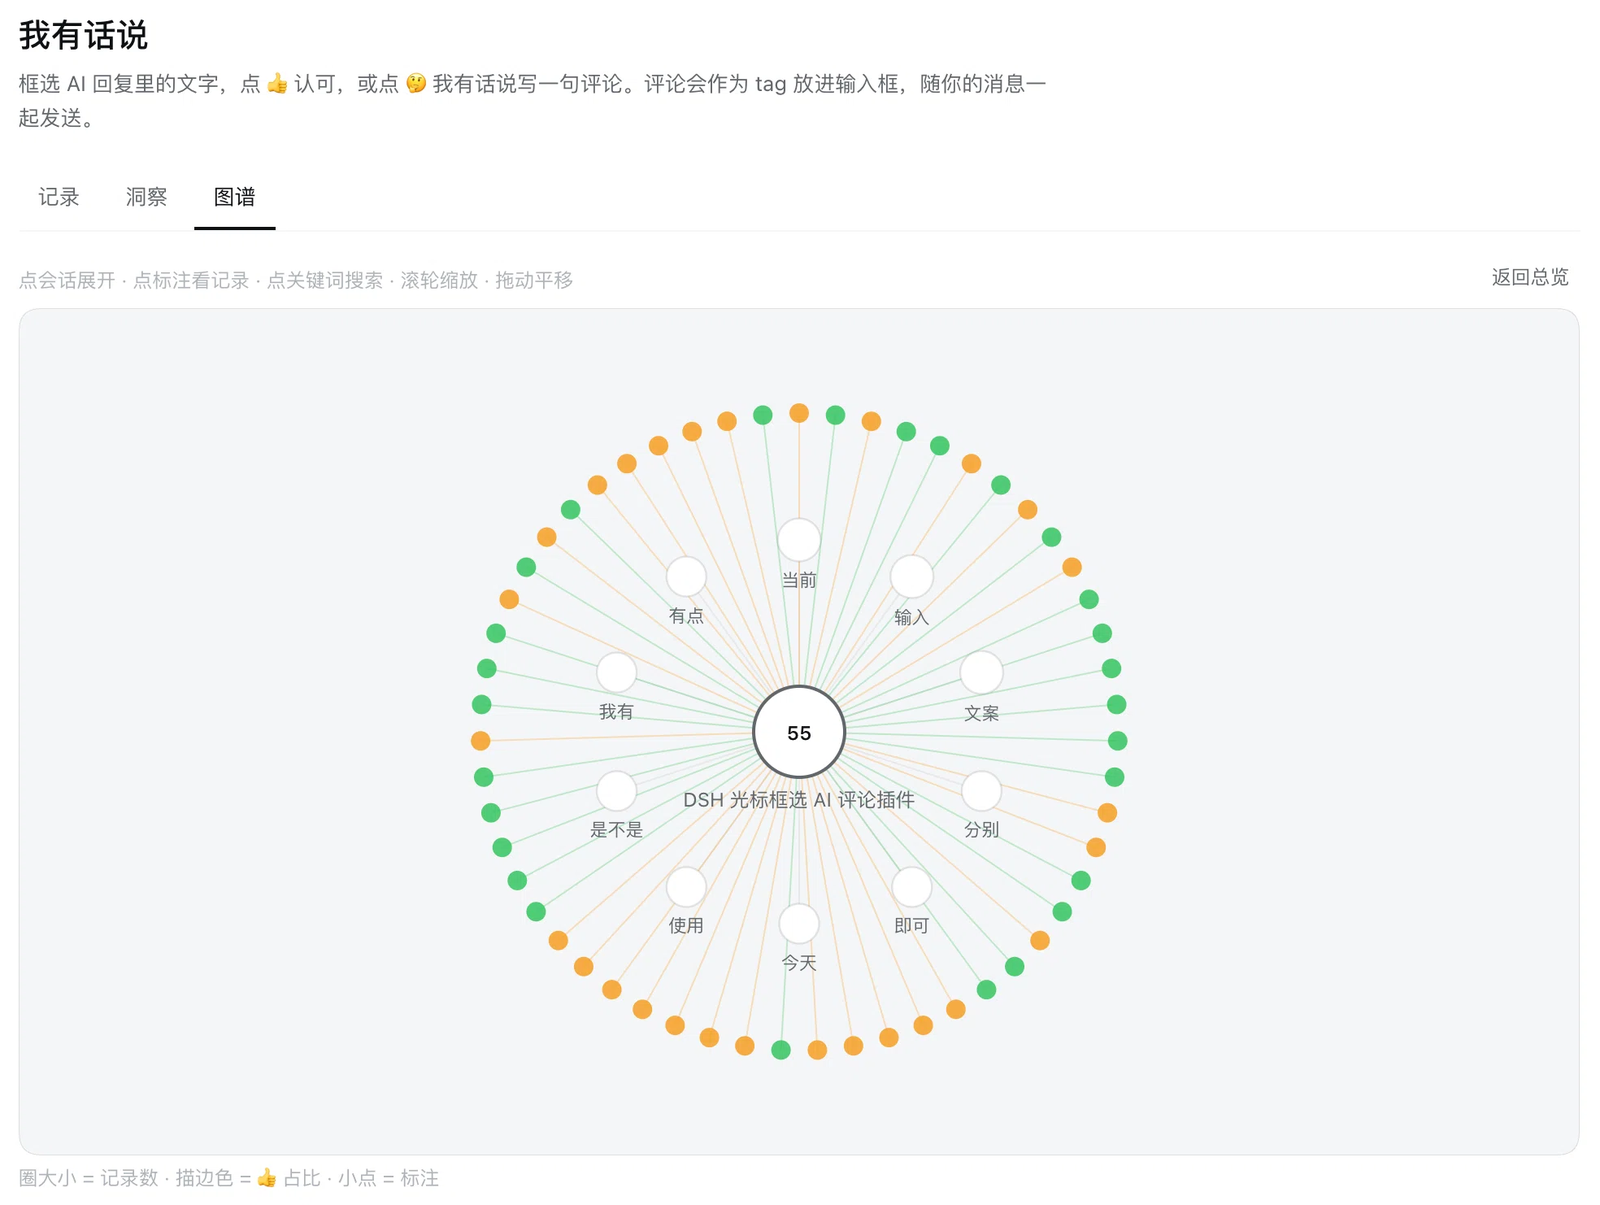 我有话说
框选 AI 回复里的文字，点 👍 认可，或点 🤔 我有话说写一句评论。评论会作为 tag 放进输入框，随你的消息一
起发送。
记录 洞察 图谱
点会话展开 · 点标注看记录 · 点关键词搜索 · 滚轮缩放 · 拖动平移
返回总览
当前
有点
输入
我有
文案
55
DSH 光标框选 AI 评论插件
是不是
分别
使用
即可
今天
圈大小 = 记录数 · 描边色 = 👍 占比 · 小点 = 标注